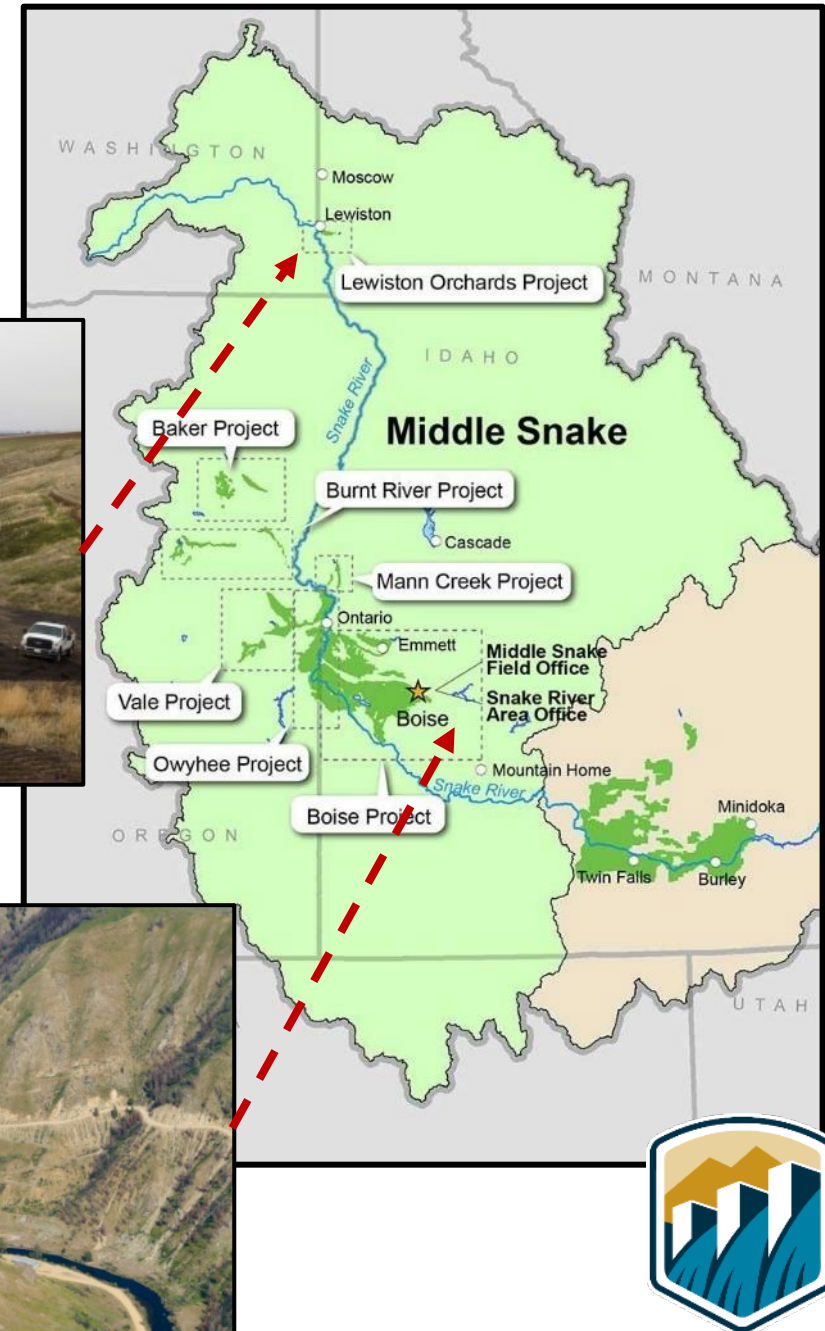 WASHINGTON
Moscow
Lewiston
Lewiston Orchards Project
MONTANA
IDAHO
Snake River
Middle Snake
Baker Project
Burnt River Project
Cascade
Mann Creek Project
Ontario
Emmett
Middle Snake
Field Office
Snake River
Area Office
Boise
Vale Project
Owyhee Project
Mountain Home
Snake River
Boise Project
OREGON
Minidoka
Twin Falls
Burley
UTAH